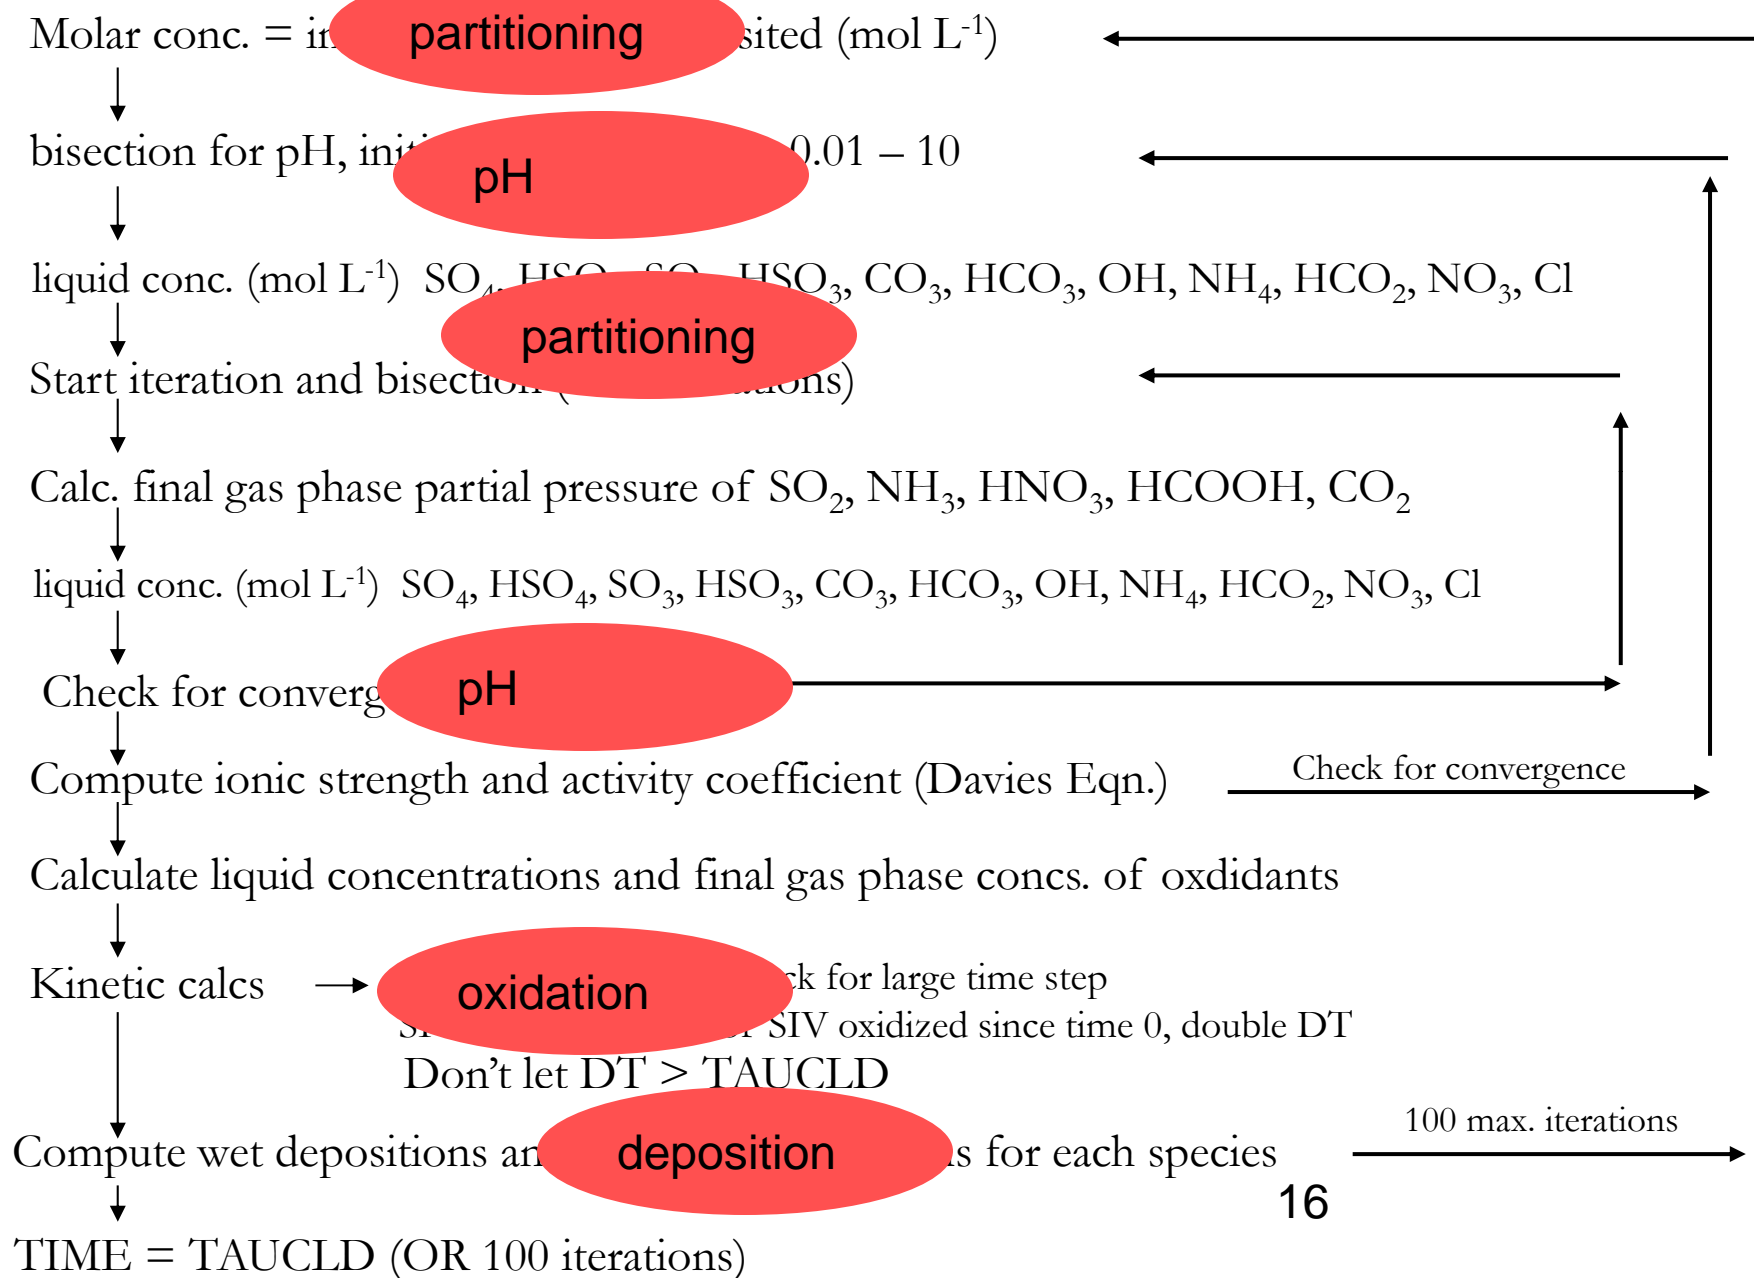 Molar conc. = partitioning sited (mol L⁻¹)
bisection for pH, pH 0.01 – 10
liquid conc. (mol L⁻¹) SO₄, HSO₃, CO₃, HCO₃, OH, NH₄, HCO₂, NO₃, Cl
partitioning
Start iteration and bisection (
Calc. final gas phase partial pressure of SO₂, NH₃, HNO₃, HCOOH, CO₂
liquid conc. (mol L⁻¹) SO₄, HSO₄, SO₃, HSO₃, CO₃, HCO₃, OH, NH₄, HCO₂, NO₃, Cl
Check for converg pH
Compute ionic strength and activity coefficient (Davies Eqn.) Check for convergence
Calculate liquid concentrations and final gas phase concs. of oxdidants
Kinetic calcs oxidation ck for large time step
SIV oxidized since time 0, double DT
Don't let DT > TAUCLD
Compute wet depositions an deposition s for each species 100 max. iterations
16
TIME = TAUCLD (OR 100 iterations)